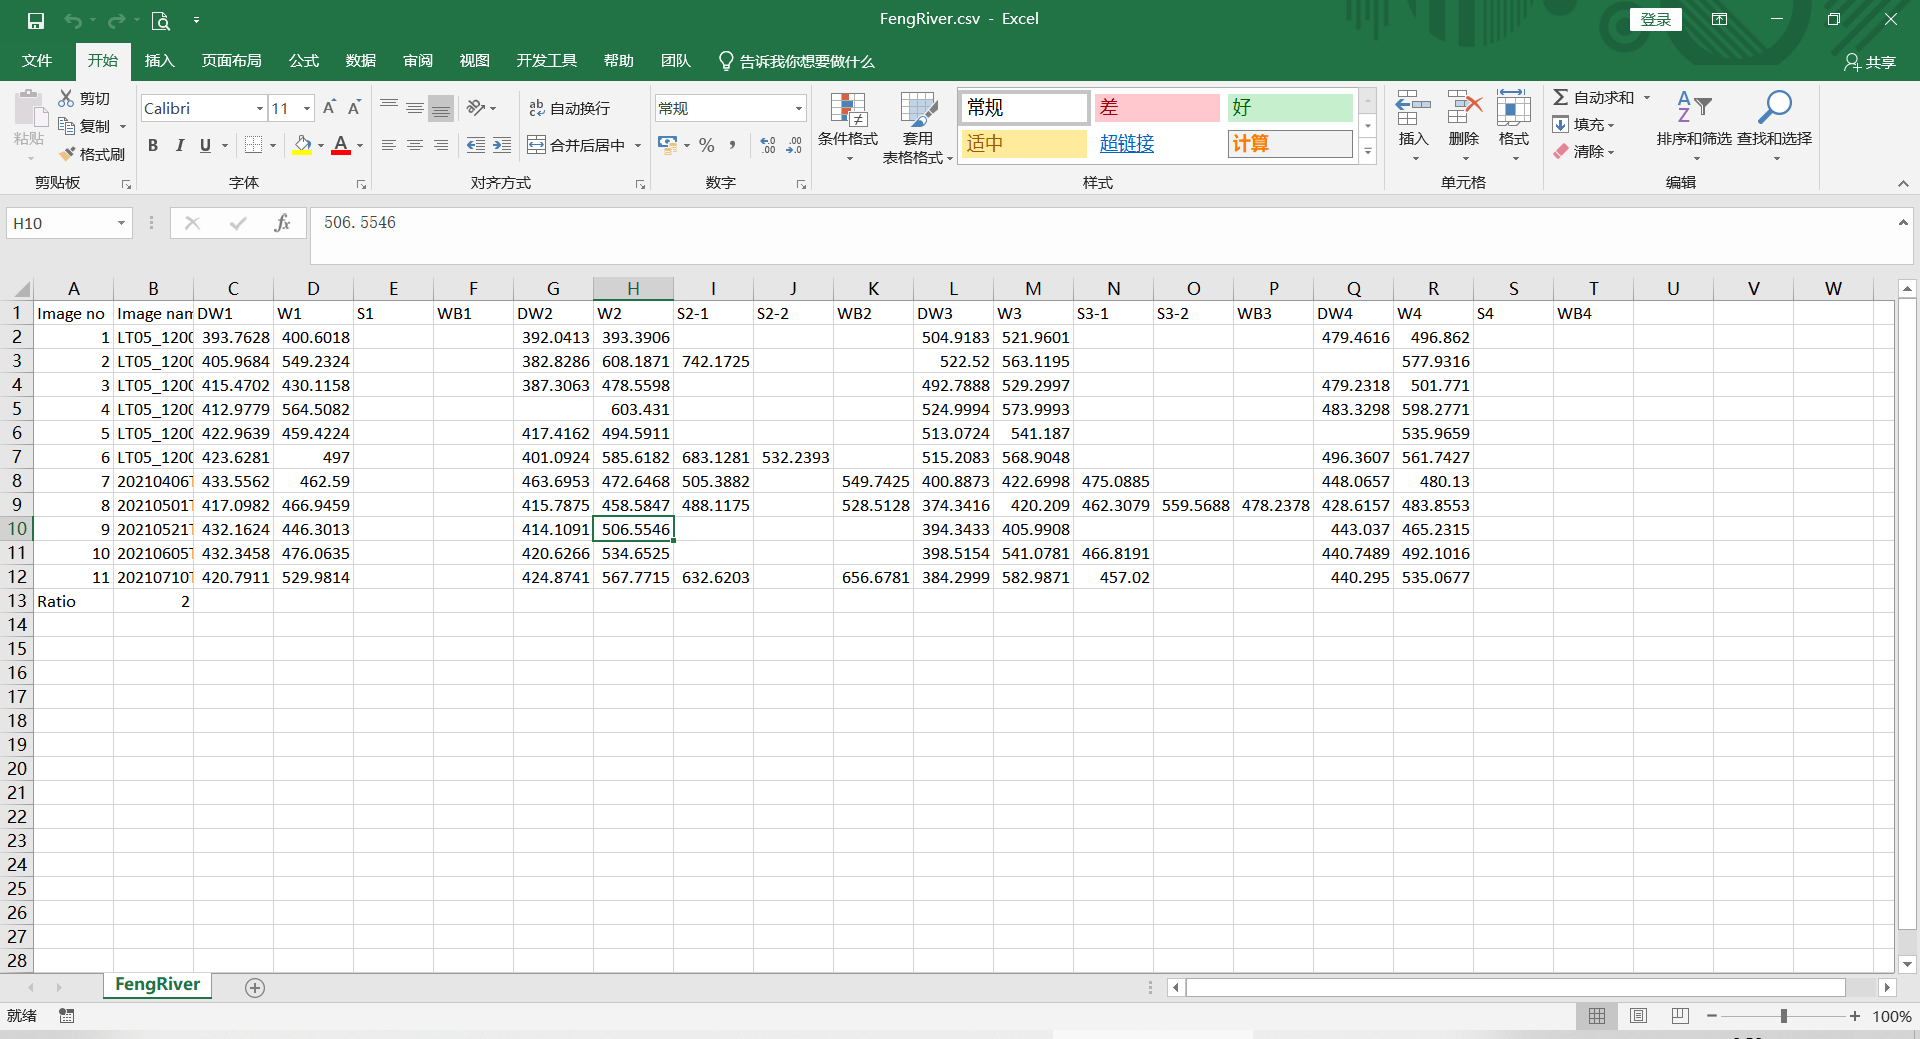 FengRiver.csv - Excel
登录
文件 开始 插入 页面布局 公式 数据 审阅 视图 开发工具 帮助 团队 告诉我你想要做什么 共享
粘贴 剪切 复制 格式刷
剪贴板
Calibri 11
B I U A
字体
自动换行
合并后居中
对齐方式
常规
%
数字
条件格式 套用表格格式
常规 差 好
适中 超链接 计算
样式
插入 删除 格式
单元格
自动求和
填充
清除
排序和筛选 查找和选择
编辑
H10 fx 506.5546
A B C D E F G H I J K L M N O P Q R S T U V W
1 Image no Image nam DW1 W1 S1 WB1 DW2 W2 S2-1 S2-2 WB2 DW3 W3 S3-1 S3-2 WB3 DW4 W4 S4 WB4
2 1 LT05_1200 393.7628 400.6018 392.0413 393.3906 504.9183 521.9601 479.4616 496.862
3 2 LT05_1200 405.9684 549.2324 382.8286 608.1871 742.1725 522.52 563.1195 577.9316
4 3 LT05_1200 415.4702 430.1158 387.3063 478.5598 492.7888 529.2997 479.2318 501.771
5 4 LT05_1200 412.9779 564.5082 603.431 524.9994 573.9993 483.3298 598.2771
6 5 LT05_1200 422.9639 459.4224 417.4162 494.5911 513.0724 541.187 535.9659
7 6 LT05_1200 423.6281 497 401.0924 585.6182 683.1281 532.2393 515.2083 568.9048 496.3607 561.7427
8 7 20210406T 433.5562 462.59 463.6953 472.6468 505.3882 549.7425 400.8873 422.6998 475.0885 448.0657 480.13
9 8 20210501T 417.0982 466.9459 415.7875 458.5847 488.1175 528.5128 374.3416 420.209 462.3079 559.5688 478.2378 428.6157 483.8553
10 9 20210521T 432.1624 446.3013 414.1091 506.5546 394.3433 405.9908 443.037 465.2315
11 10 20210605T 432.3458 476.0635 420.6266 534.6525 398.5154 541.0781 466.8191 440.7489 492.1016
12 11 20210710T 420.7911 529.9814 424.8741 567.7715 632.6203 656.6781 384.2999 582.9871 457.02 440.295 535.0677
13 Ratio 2
14
15
16
17
18
19
20
21
22
23
24
25
26
27
28
FengRiver
就绪 100%